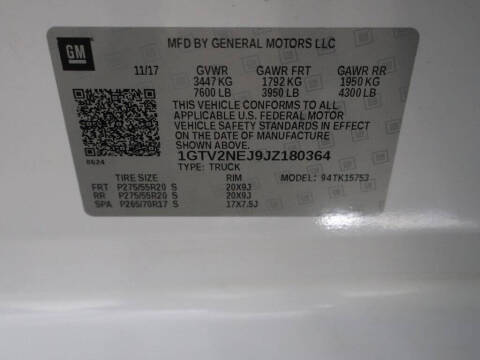 GM
MFD BY GENERAL MOTORS LLC
11/17 GVWR GAWR FRT GAWR RR
3447 KG 1792 KG 1950 KG
7600 LB 3950 LB 4300 LB
THIS VEHICLE CONFORMS TO ALL
APPLICABLE U.S. FEDERAL MOTOR
VEHICLE SAFETY STANDARDS IN EFFECT
ON THE DATE OF MANUFACTURE
SHOWN ABOVE.
8624
1GTV2NEJ9JZ180364
TYPE: TRUCK MODEL: 94TK15753
TIRE SIZE RIM
FRT P275/55R20 S 20X9J
RR P275/55R20 S 20X9J
SPA P265/70R17 S 17X7.5J